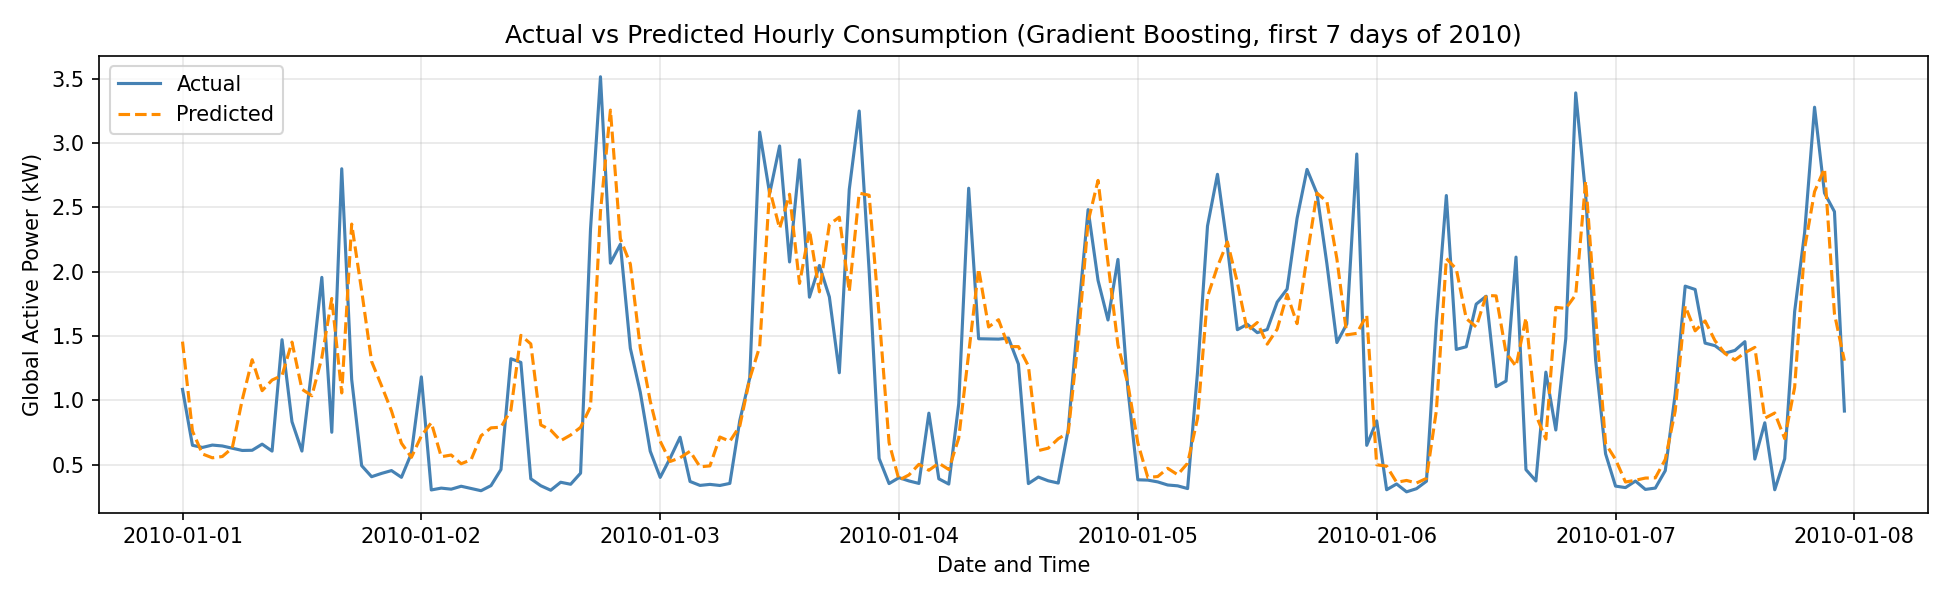 Actual vs Predicted Hourly Consumption (Gradient Boosting, first 7 days of 2010)
Actual
Predicted
Global Active Power (kW)
3.5
3.0
2.5
2.0
1.5
1.0
0.5
2010-01-01 2010-01-02 2010-01-03 2010-01-04 2010-01-05 2010-01-06 2010-01-07 2010-01-08
Date and Time